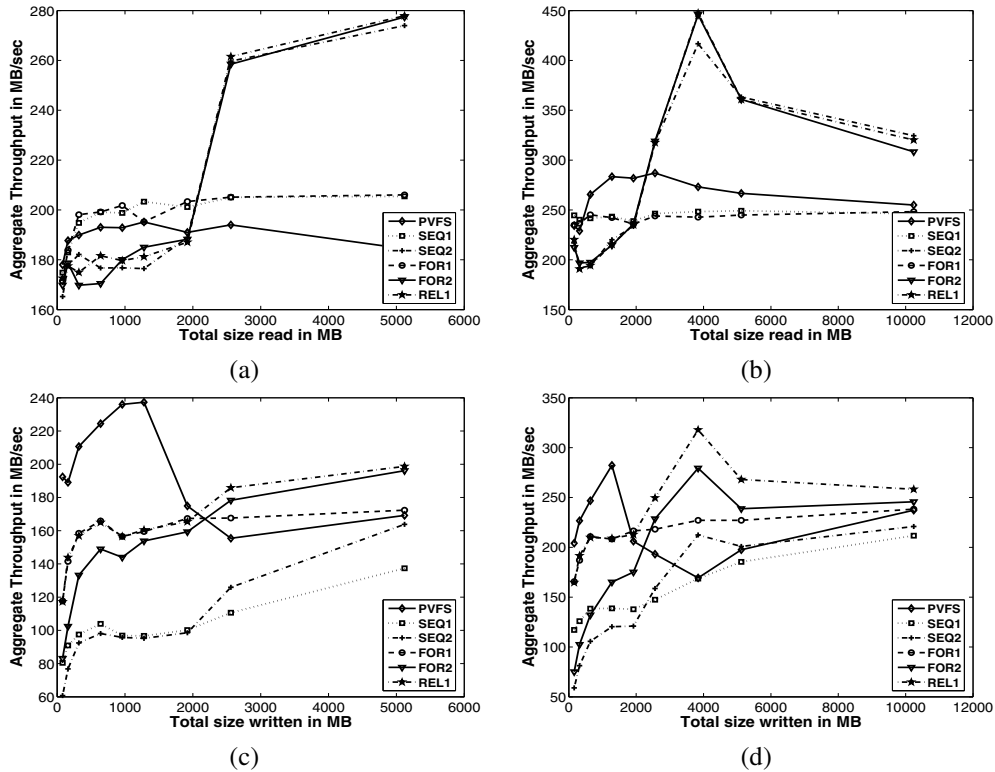 280
260
240
220
200
180
160
0 1000 2000 3000 4000 5000 6000
Aggregate Throughput in MB/sec
Total size read in MB
PVFS
SEQ1
SEQ2
FOR1
FOR2
REL1
(a)
450
400
350
300
250
200
150
0 2000 4000 6000 8000 10000 12000
Aggregate Throughput in MB/sec
Total size read in MB
PVFS
SEQ1
SEQ2
FOR1
FOR2
REL1
(b)
240
220
200
180
160
140
120
100
80
60
0 1000 2000 3000 4000 5000 6000
Aggregate Throughput in MB/sec
Total size written in MB
PVFS
SEQ1
SEQ2
FOR1
FOR2
REL1
(c)
350
300
250
200
150
100
50
0 2000 4000 6000 8000 10000 12000
Aggregate Throughput in MB/sec
Total size written in MB
PVFS
SEQ1
SEQ2
FOR1
FOR2
REL1
(d)